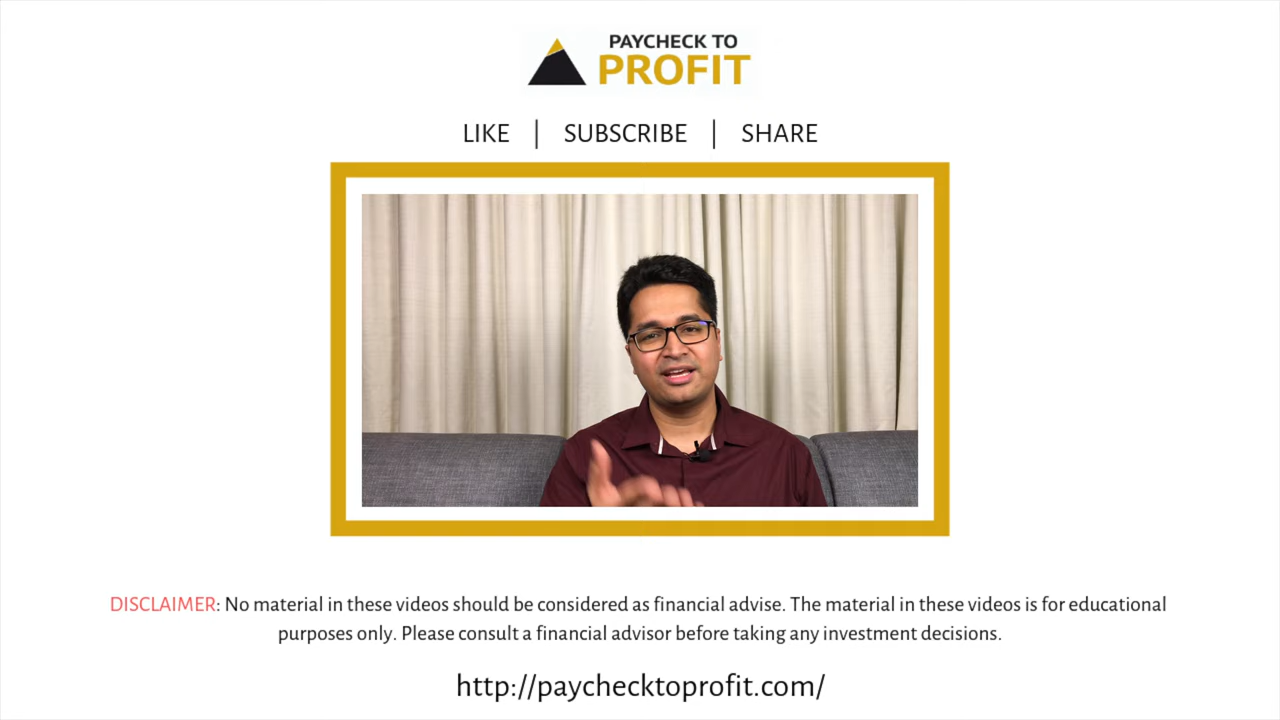 PAYCHECK TO
PROFIT
LIKE | SUBSCRIBE | SHARE
DISCLAIMER: No material in these videos should be considered as financial advise. The material in these videos is for educational
purposes only. Please consult a financial advisor before taking any investment decisions.
http://paychecktoprofit.com/